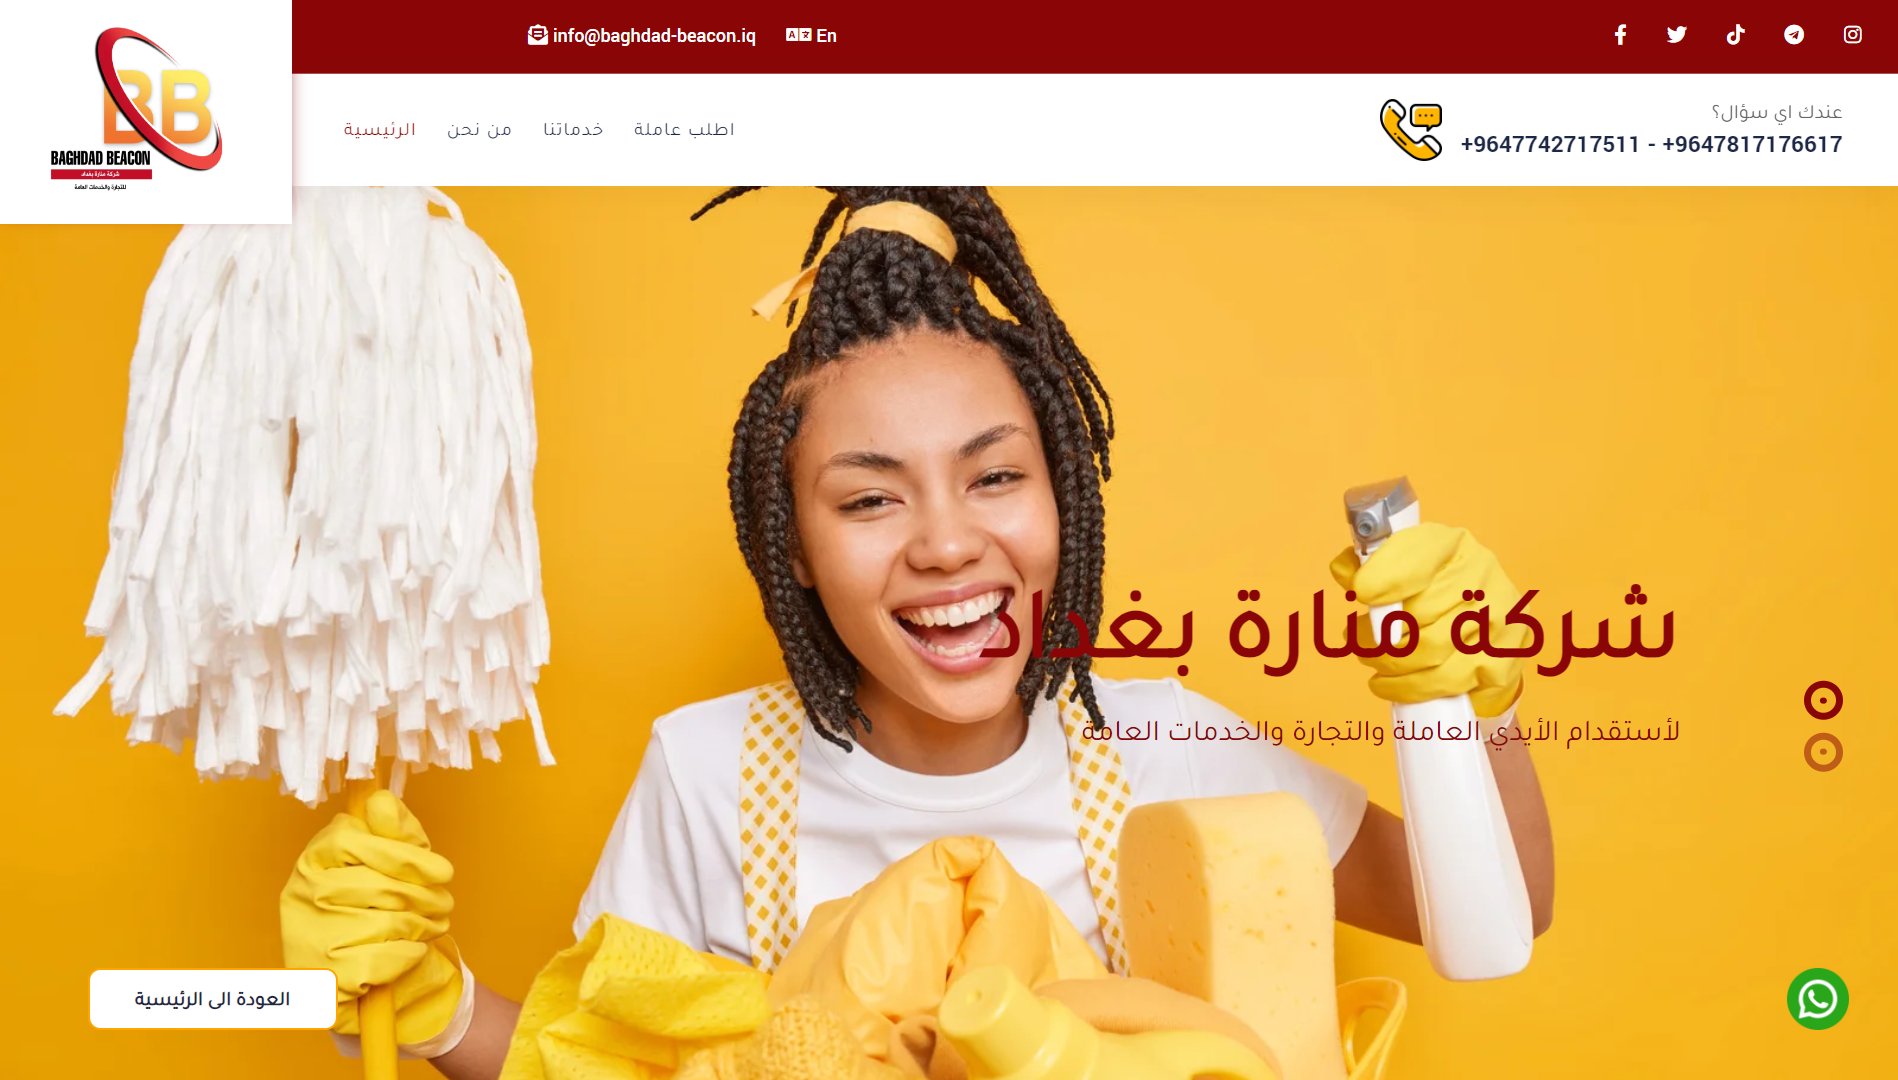 info@baghdad-beacon.iq
En
BB
BAGHDAD BEACON
شركة منارة بغداد
للتجارة والخدمات العامة
الرئيسية
من نحن
خدماتنا
اطلب عاملة
عندك اي سؤال؟
+9647742717511 - +9647817176617
شركة منارة بغداد
لأستقدام الأيدي العاملة والتجارة والخدمات العامة
العودة الى الرئيسية